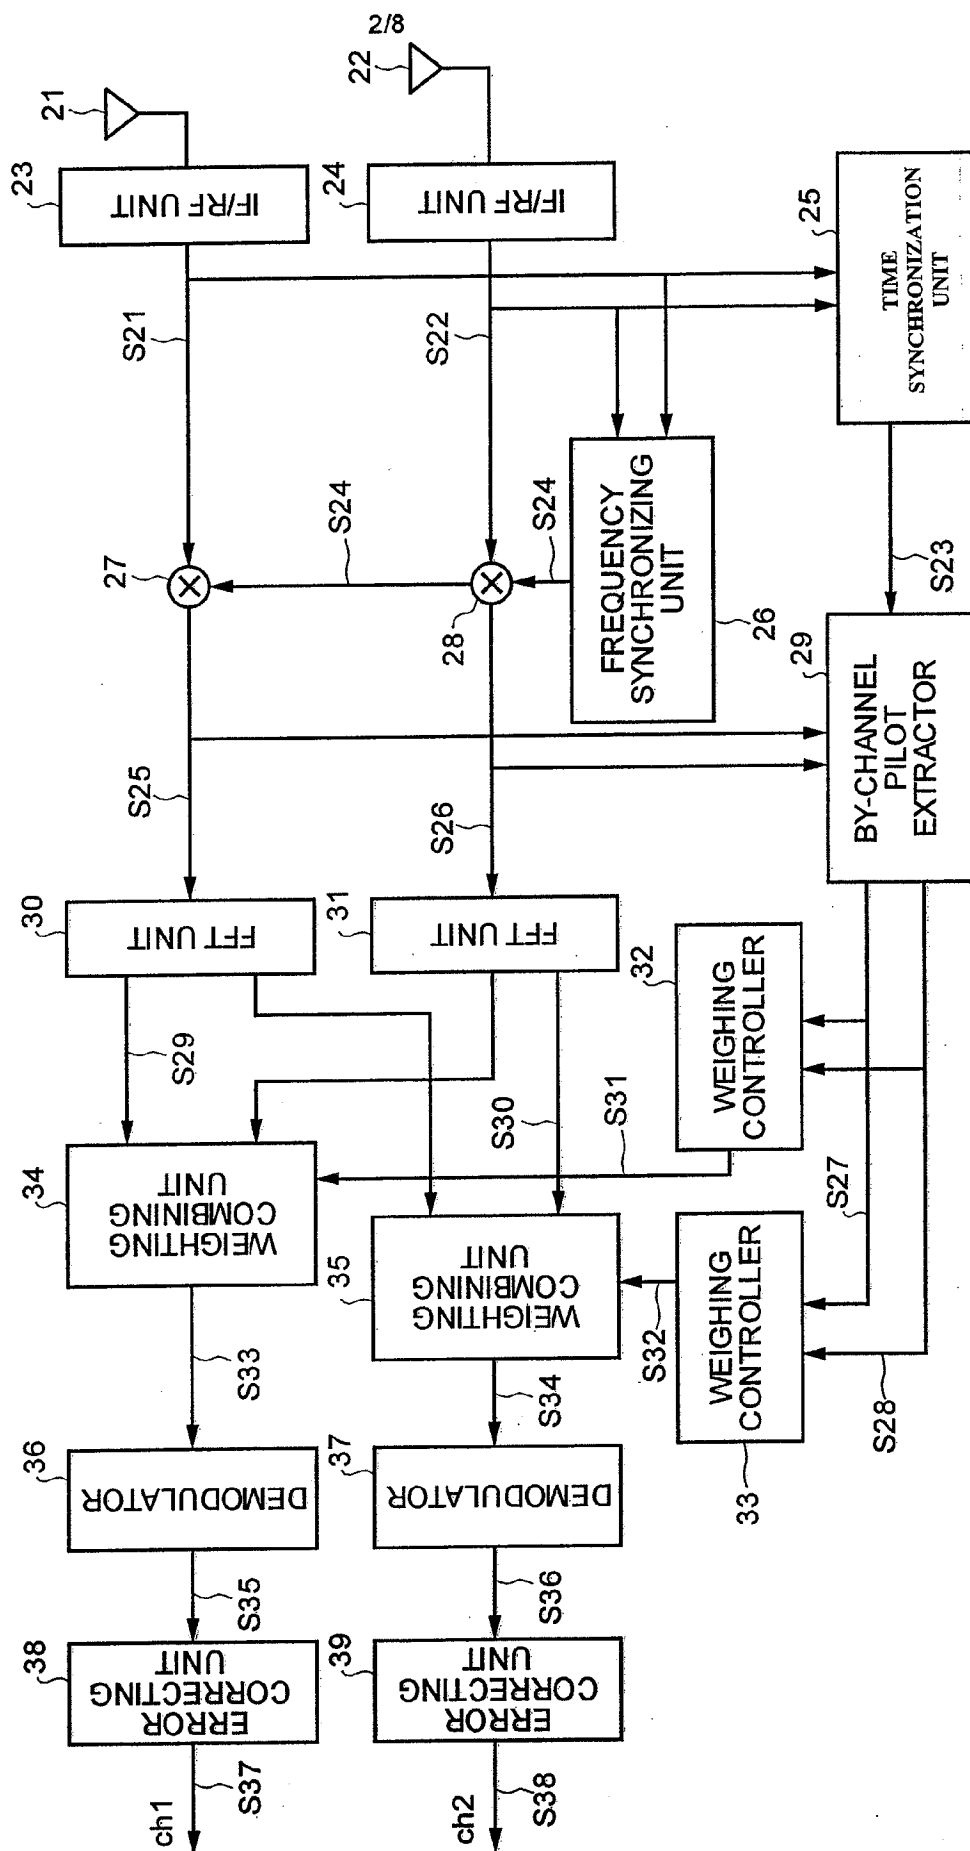 2/8
21
22
23
IF/RF UNIT
24
IF/RF UNIT
25
TIME
SYNCHRONIZATION
UNIT
S21
S22
27
S24
28
S24
FREQUENCY
SYNCHRONIZING
UNIT
26
S23
S25
S26
29
BY-CHANNEL
PILOT
EXTRACTOR
30
FFT UNIT
31
FFT UNIT
32
WEIGHING
CONTROLLER
S29
S30
S31
S27
34
WEIGHTING
COMBINING
UNIT
35
WEIGHTING
COMBINING
UNIT
S32
WEIGHING
CONTROLLER
33
S28
S33
S34
36
DEMODULATOR
37
DEMODULATOR
S35
S36
38
ERROR
CORRECTING
UNIT
39
ERROR
CORRECTING
UNIT
ch1
S37
ch2
S38